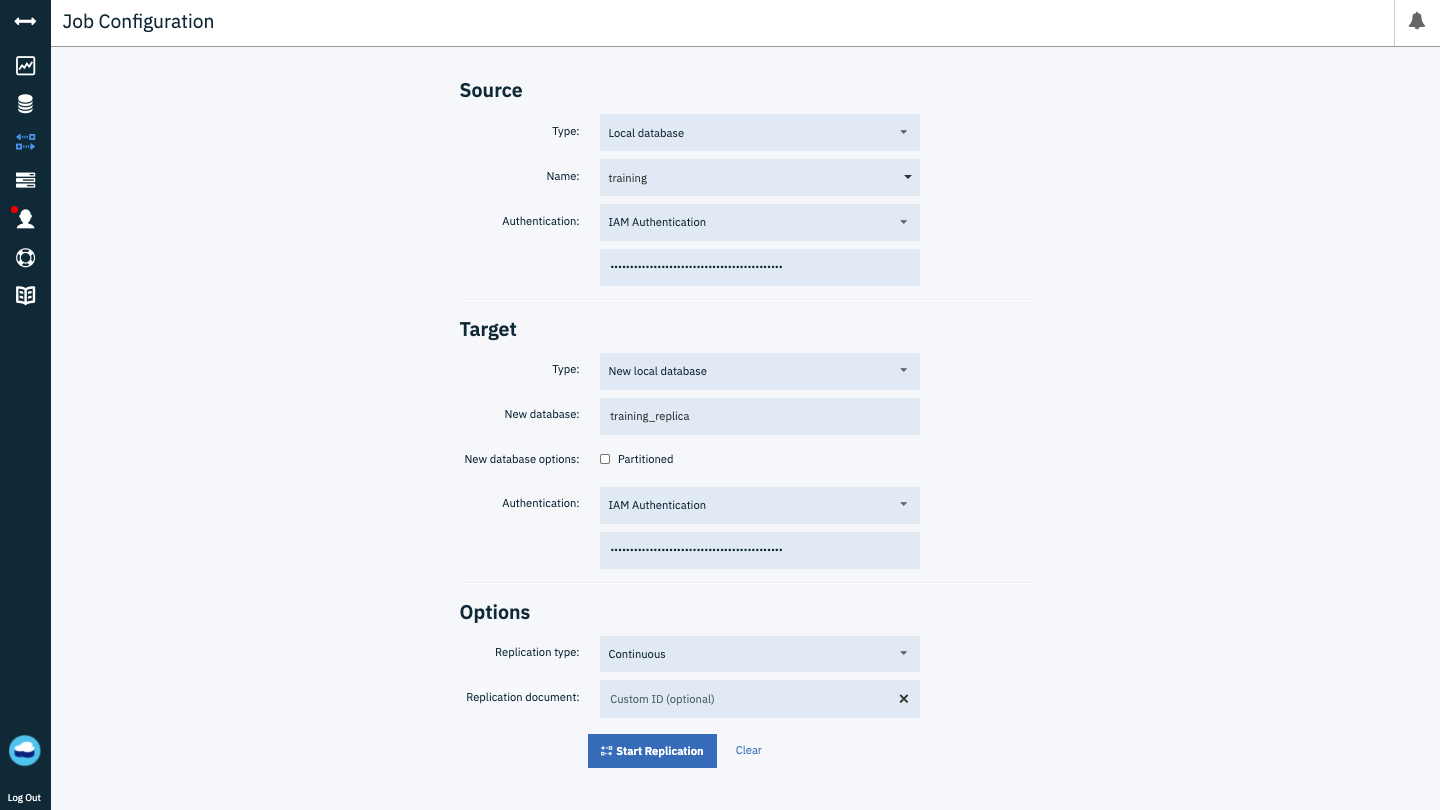 Job Configuration
Source
Type: Local database
Name: training
Authentication: IAM Authentication
••••••••••••••••••••••••••••••••••••••••••••
Target
Type: New local database
New database: training_replica
New database options: Partitioned
Authentication: IAM Authentication
••••••••••••••••••••••••••••••••••••••••••••
Options
Replication type: Continuous
Replication document: Custom ID (optional)
Start Replication Clear
Log Out